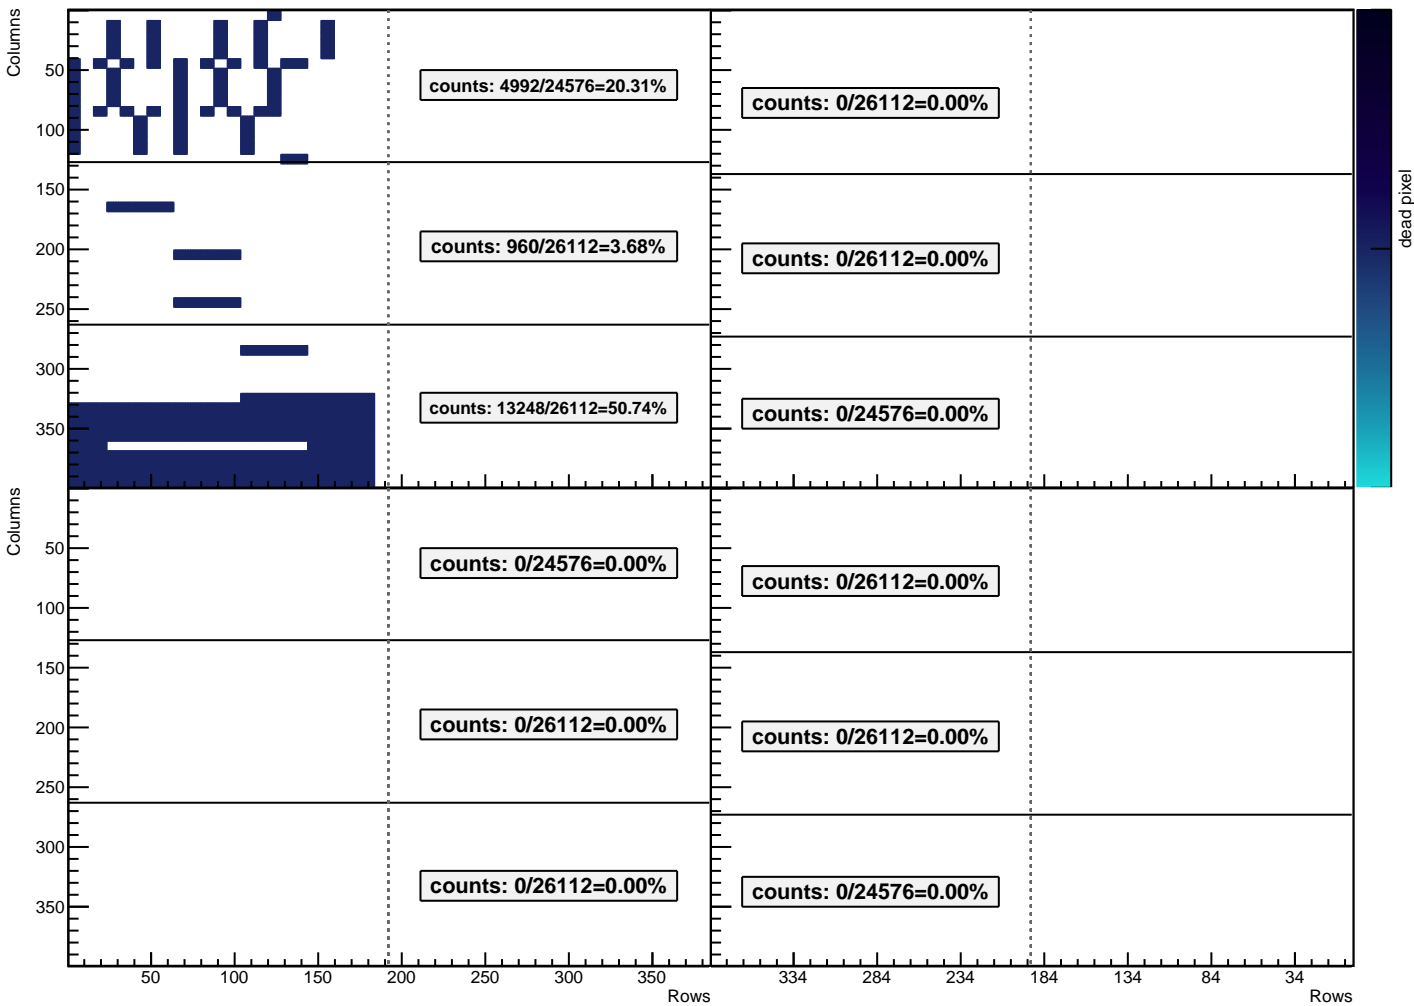 Columns
50
100
150
200
250
300
350
counts: 4992/24576=20.31%
counts: 960/26112=3.68%
counts: 13248/26112=50.74%
counts: 0/26112=0.00%
counts: 0/26112=0.00%
counts: 0/24576=0.00%
dead pixel
Columns
50
100
150
200
250
300
350
counts: 0/24576=0.00%
counts: 0/26112=0.00%
counts: 0/26112=0.00%
counts: 0/26112=0.00%
counts: 0/26112=0.00%
counts: 0/24576=0.00%
50 100 150 200 250 300 350
Rows
334 284 234 184 134 84 34
Rows